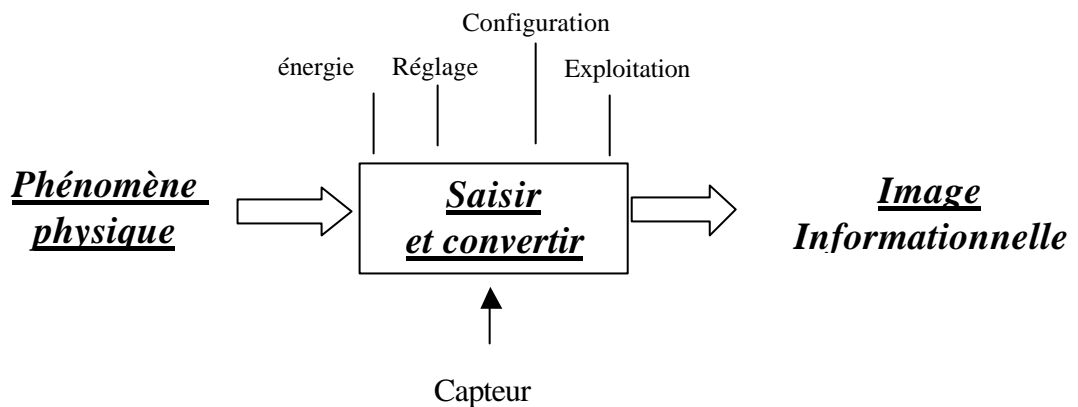 Configuration
énergie Réglage Exploitation
Phénomène physique
Saisir
et convertir
Image
Informationnelle
Capteur